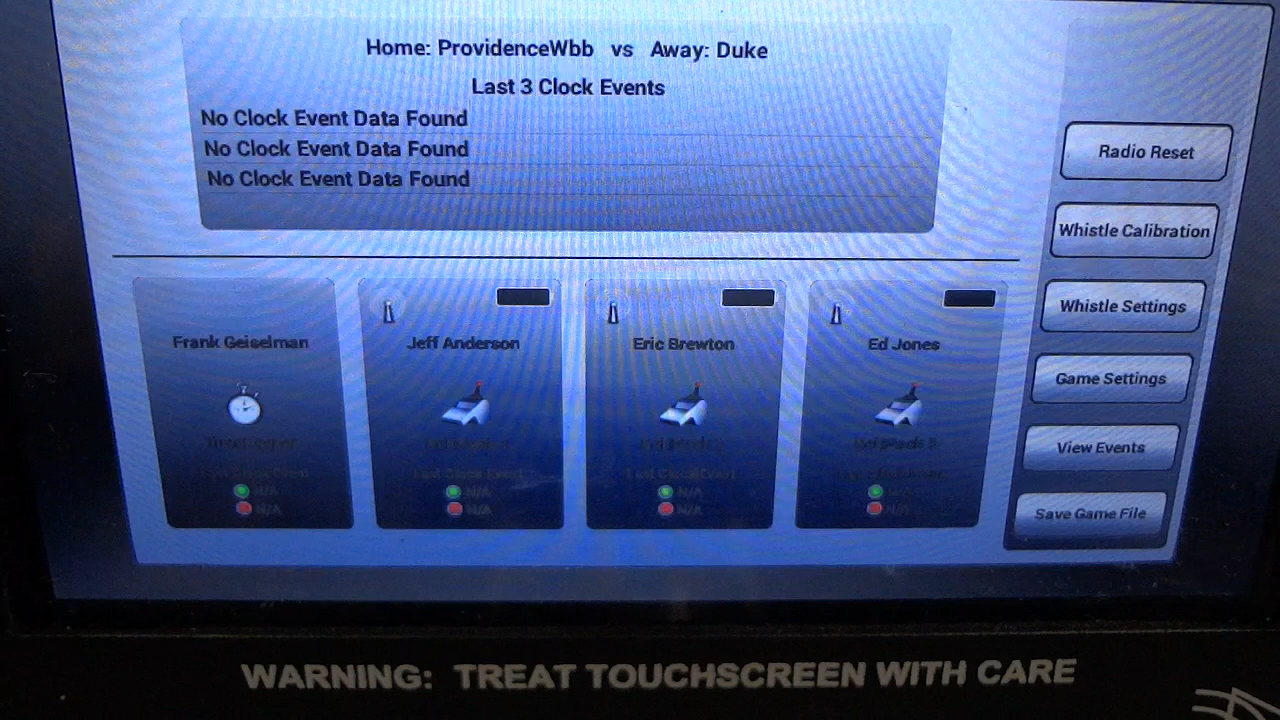 Home: ProvidenceWbb vs Away: Duke
Last 3 Clock Events
No Clock Event Data Found
No Clock Event Data Found
No Clock Event Data Found
Radio Reset
Whistle Calibration
Whistle Settings
Game Settings
View Events
Save Game File
Frank Geiselman
Jeff Anderson
Eric Brewton
Ed Jones
N/A
N/A
N/A
N/A
N/A
N/A
N/A
N/A
WARNING: TREAT TOUCHSCREEN WITH CARE